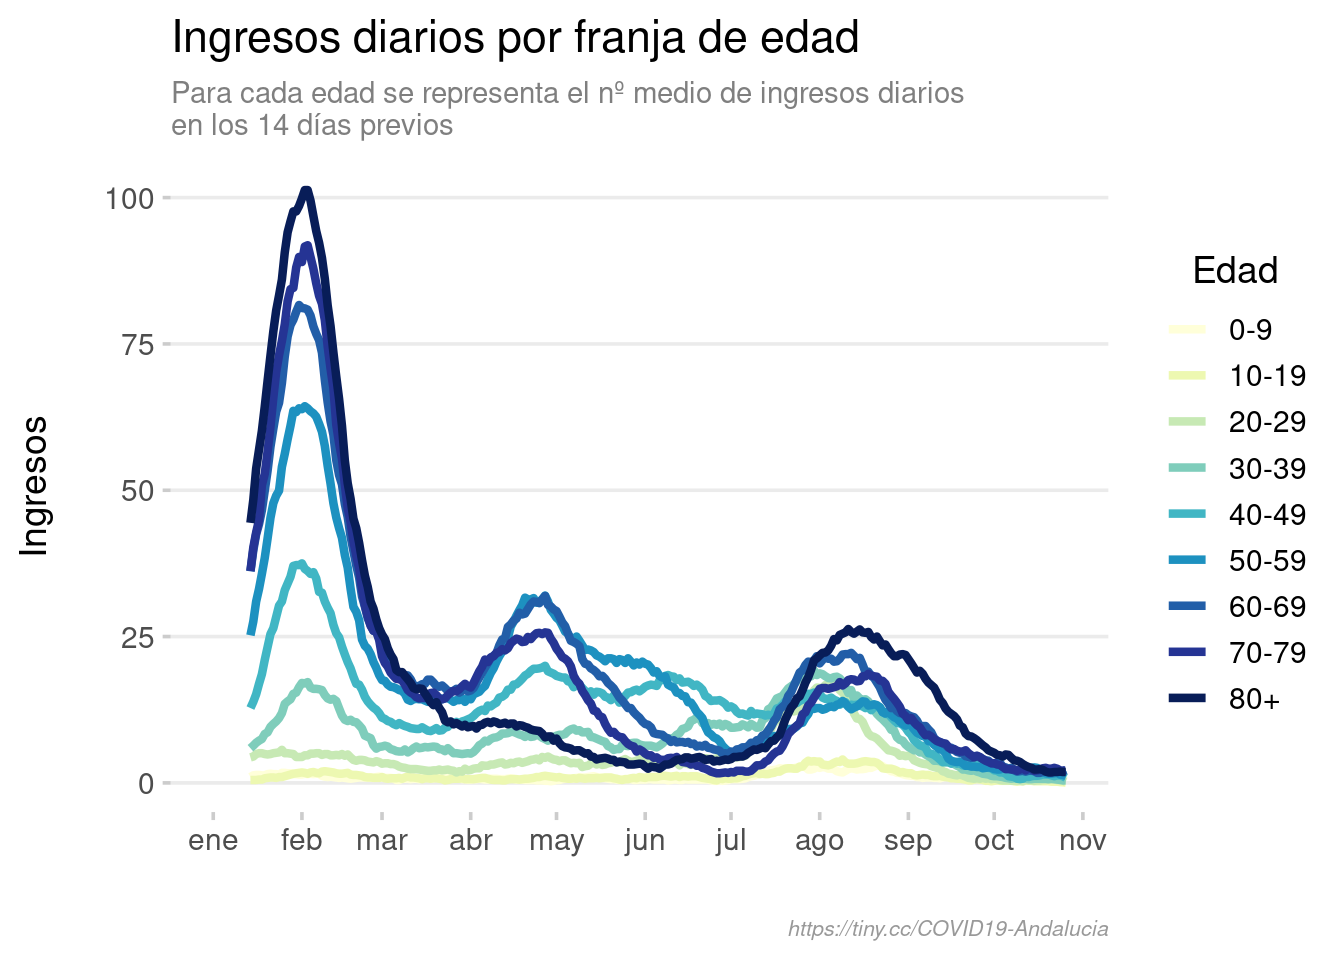 Ingresos diarios por franja de edad
Para cada edad se representa el nº medio de ingresos diarios
en los 14 días previos
Ingresos
100
75
50
25
0
ene feb mar abr may jun jul ago sep oct nov
Edad
0-9
10-19
20-29
30-39
40-49
50-59
60-69
70-79
80+
https://tiny.cc/COVID19-Andalucia